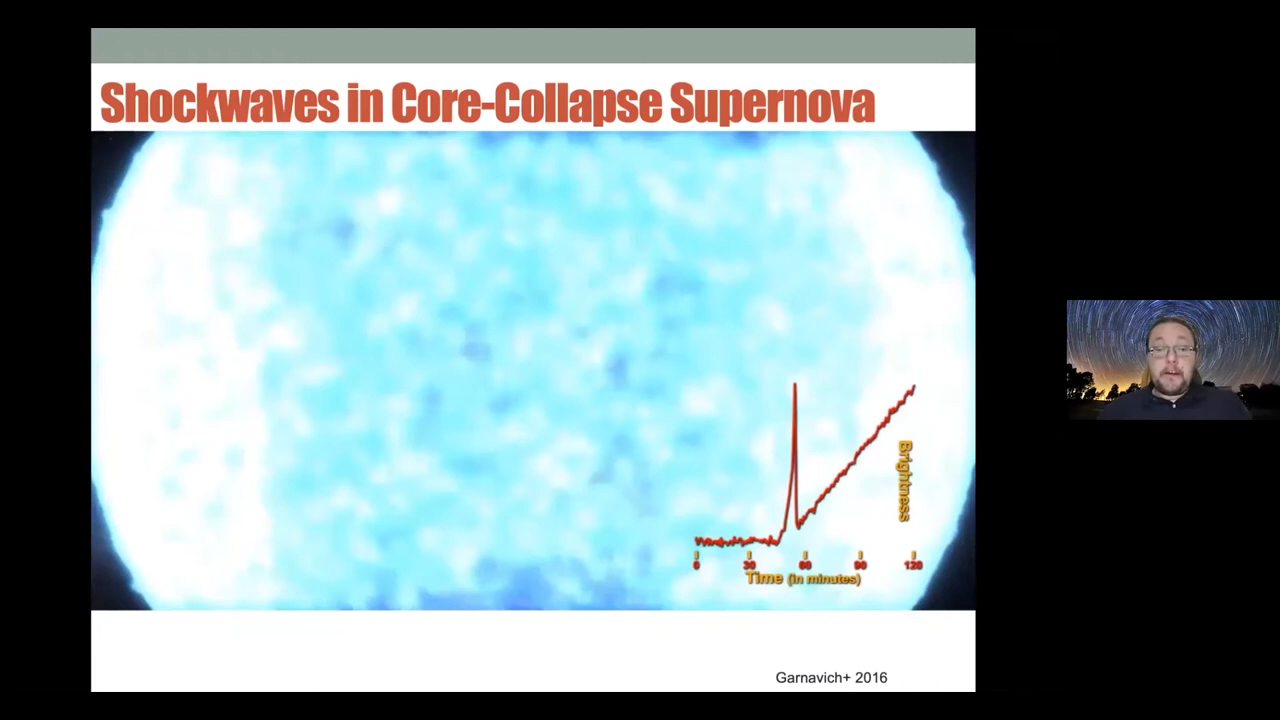 Shockwaves in Core-Collapse Supernova
Brightness
0 30 60 90 120
Time (in minutes)
Garnavich+ 2016